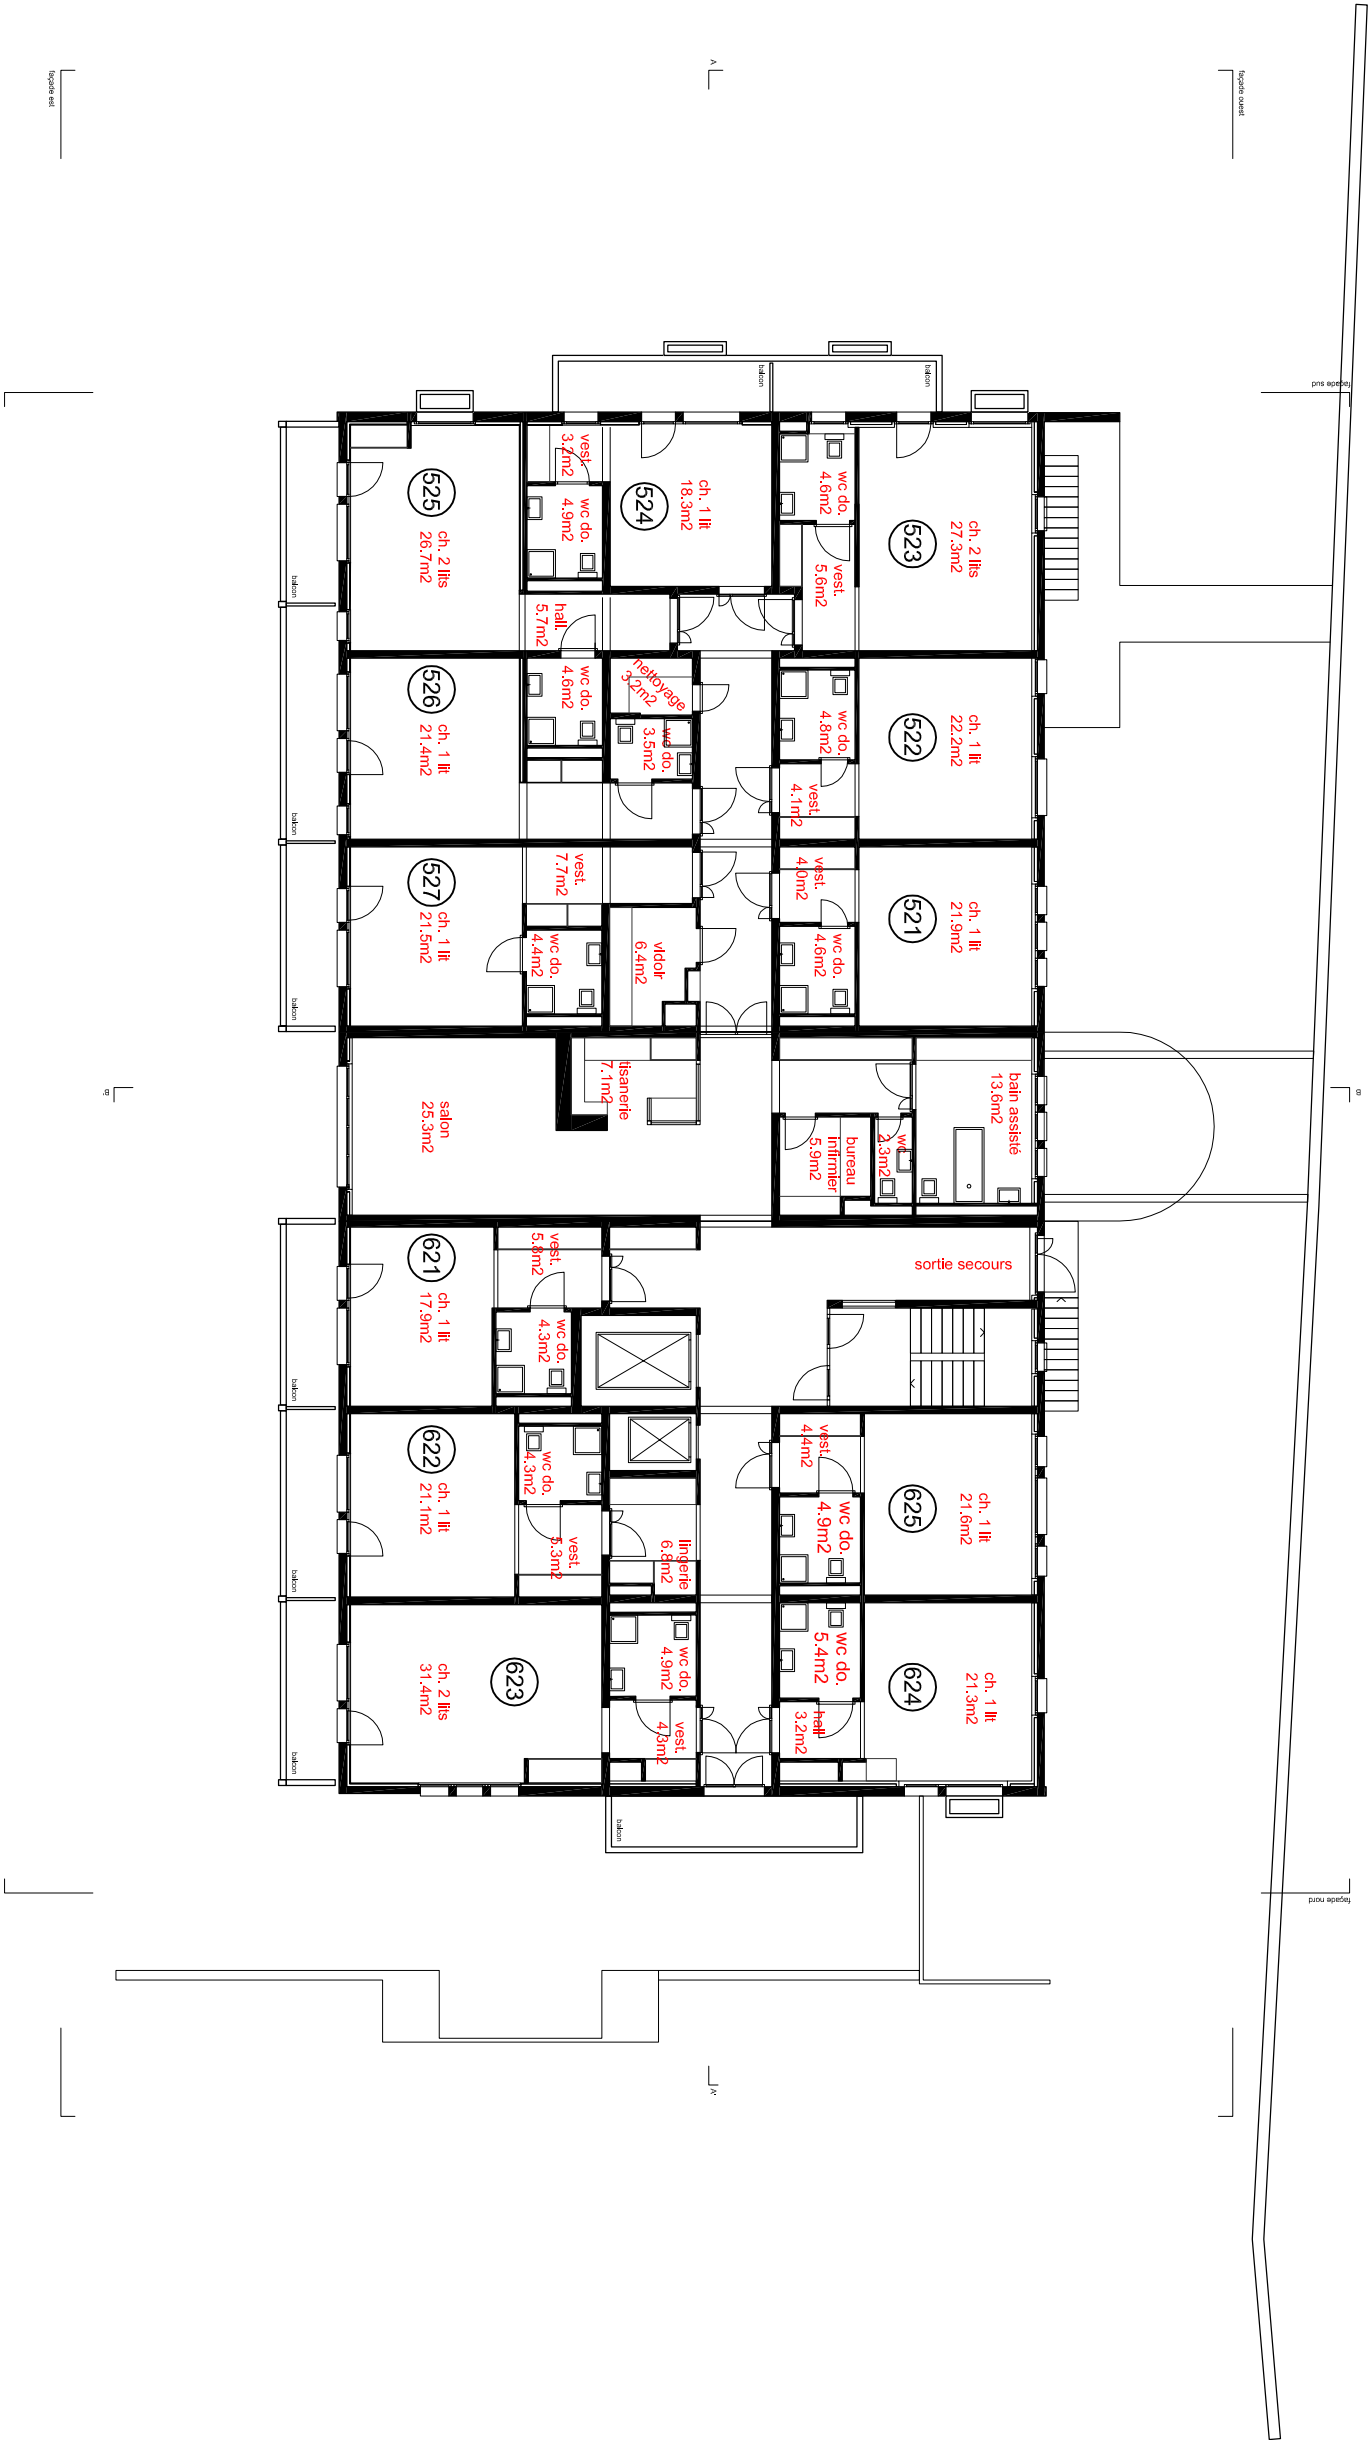 façade est
A
façade ouest
façade sud
balcon
balcon
525
ch. 2 lits
26.7m2
vest.
3.2m2
wc do.
4.9m2
524
ch. 1 lit
18.3m2
wc do.
4.6m2
vest.
5.6m2
523
ch. 2 lits
27.3m2
balcon
hall.
5.7m2
526
ch. 1 lit
21.4m2
wc do.
4.6m2
nettoyage
3.2m2
wc do.
3.5m2
wc do.
4.8m2
vest.
4.1m2
522
ch. 1 lit
22.2m2
balcon
527
ch. 1 lit
21.5m2
vest.
7.7m2
wc do.
4.4m2
vidoir
6.4m2
vest.
4.0m2
wc do.
4.6m2
521
ch. 1 lit
21.9m2
balcon
B'
salon
25.3m2
tisanerie
7.1m2
bureau
infirmier
5.9m2
wc
2.3m2
bain assisté
13.6m2
B
621
ch. 1 lit
17.9m2
vest.
5.8m2
wc do.
4.3m2
sortie secours
balcon
622
ch. 1 lit
21.1m2
wc do.
4.3m2
vest.
5.3m2
lingerie
6.8m2
vest.
4.4m2
wc do.
4.9m2
625
ch. 1 lit
21.6m2
balcon
623
ch. 2 lits
31.4m2
wc do.
4.9m2
vest.
4.3m2
wc do.
5.4m2
hall
3.2m2
624
ch. 1 lit
21.3m2
balcon
balcon
façade nord
A'